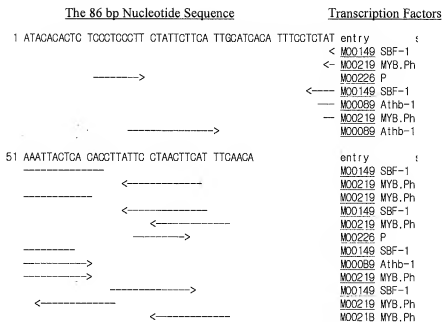 The 86 bp Nucleotide Sequence Transcription Factors
1 ATACACACTC TCCCTCCCTT CTATTCTTCA TTGCATCACA TTTCCTCTAT entry s
<M00149 SBF-1
<- M00219 MYB.Ph
--------> M00226 P
<---- M00149 SBF-1
--- M00089 Athb-1
-- M00219 MYB.Ph
--------------> M00089 Athb-1
51 AAATTACTCA CACCTTATTC CTAACTTCAT TTCAACA entry s
-------------- M00149 SBF-1
<------------- M00219 MYB.Ph
------------ M00219 MYB.Ph
<-------------- M00149 SBF-1
<------------- M00219 MYB.Ph
---------> M00226 P
--------- M00149 SBF-1
-----------> M00089 Athb-1
-----------> M00219 MYB.Ph
--------------> M00149 SBF-1
<------------- M00219 MYB.Ph
<------------- M00218 MYB.Ph